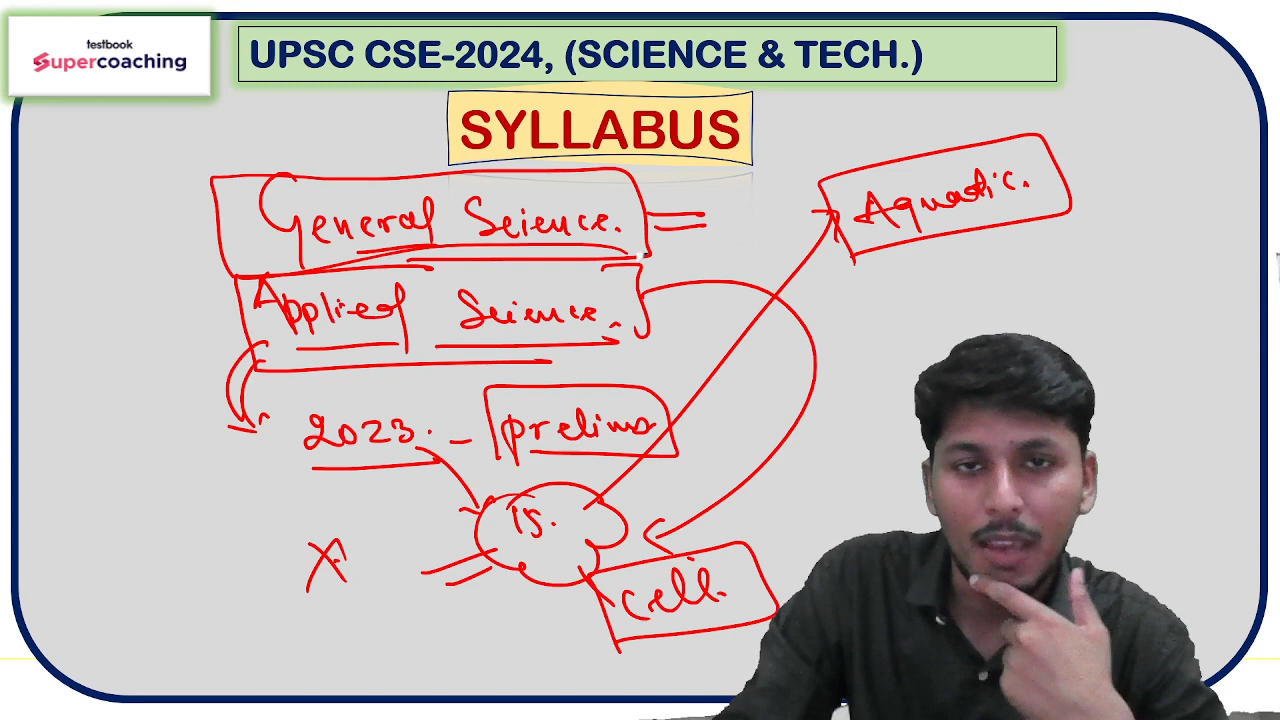 testbook
Supercoaching
UPSC CSE-2024, (SCIENCE & TECH.)
SYLLABUS
General Science. =
Aquatic.
Applied Science.
2023. - prelims
15.
cell.